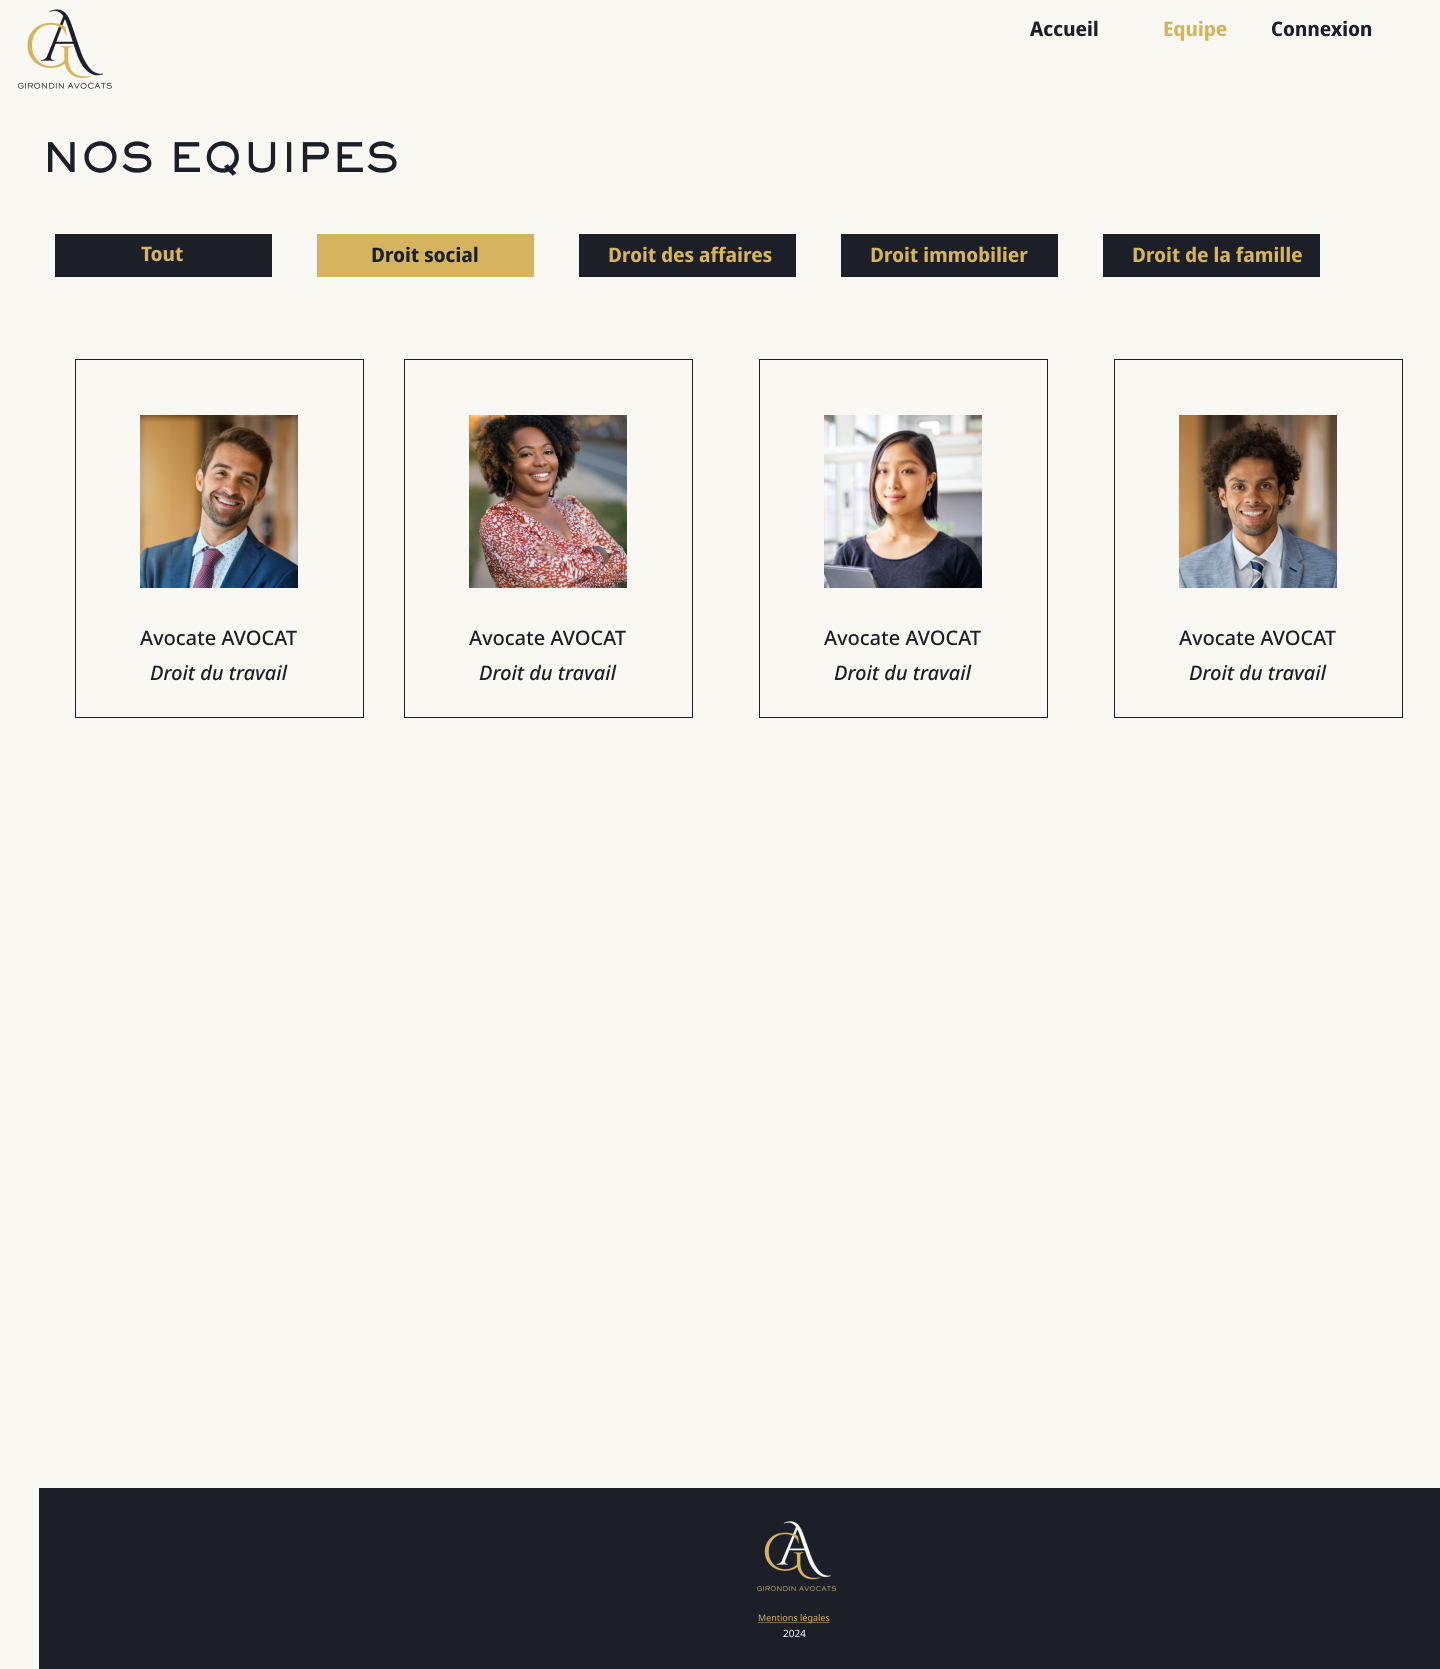 GIRONDIN AVOCATS
Accueil
Equipe
Connexion
NOS EQUIPES
Tout
Droit social
Droit des affaires
Droit immobilier
Droit de la famille
Avocate AVOCAT
Droit du travail
Avocate AVOCAT
Droit du travail
Avocate AVOCAT
Droit du travail
Avocate AVOCAT
Droit du travail
GIRONDIN AVOCATS
Mentions légales
2024